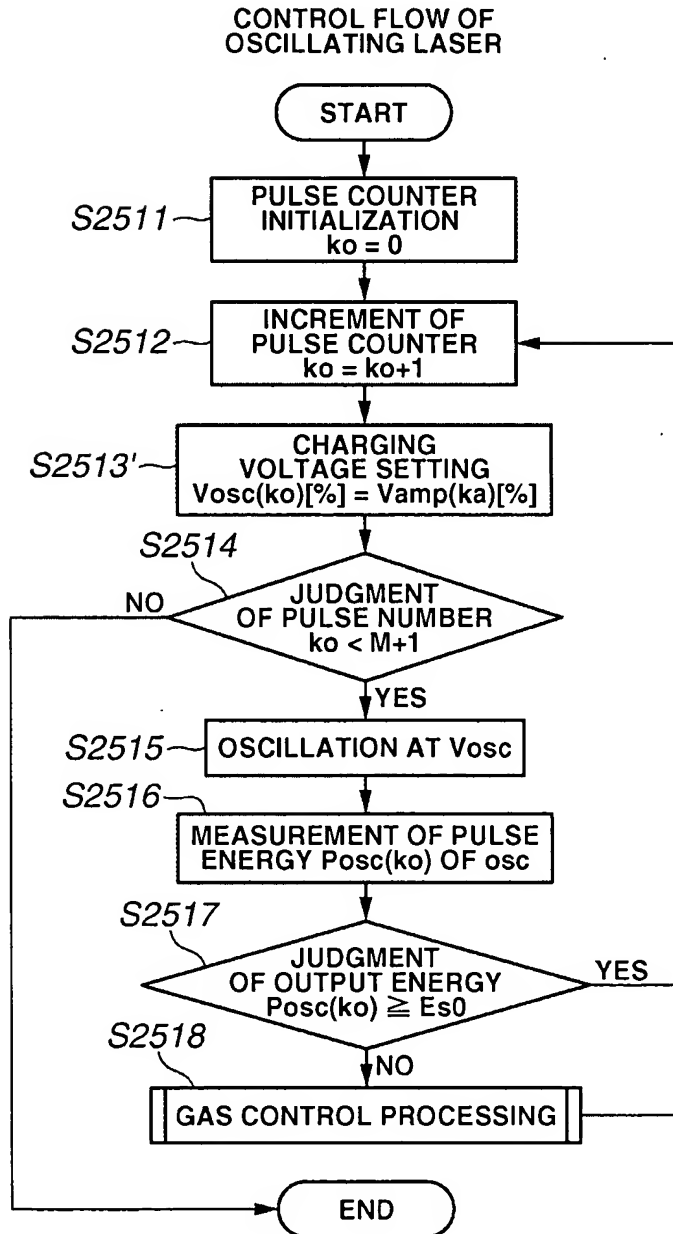 CONTROL FLOW OF
OSCILLATING LASER
START
S2511
PULSE COUNTER
INITIALIZATION
ko = 0
S2512
INCREMENT OF
PULSE COUNTER
ko = ko+1
S2513'
CHARGING
VOLTAGE SETTING
Vosc(ko)[%] = Vamp(ka)[%]
S2514
NO
JUDGMENT
OF PULSE NUMBER
ko < M+1
YES
S2515
OSCILLATION AT Vosc
S2516
MEASUREMENT OF PULSE
ENERGY Posc(ko) OF osc
S2517
JUDGMENT
OF OUTPUT ENERGY
Posc(ko) ≧ Es0
YES
NO
S2518
GAS CONTROL PROCESSING
END